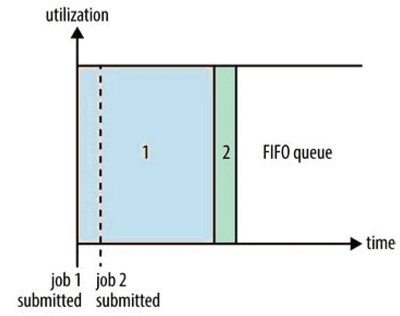 utilization
1
2
FIFO queue
time
job 1 job 2
submitted submitted